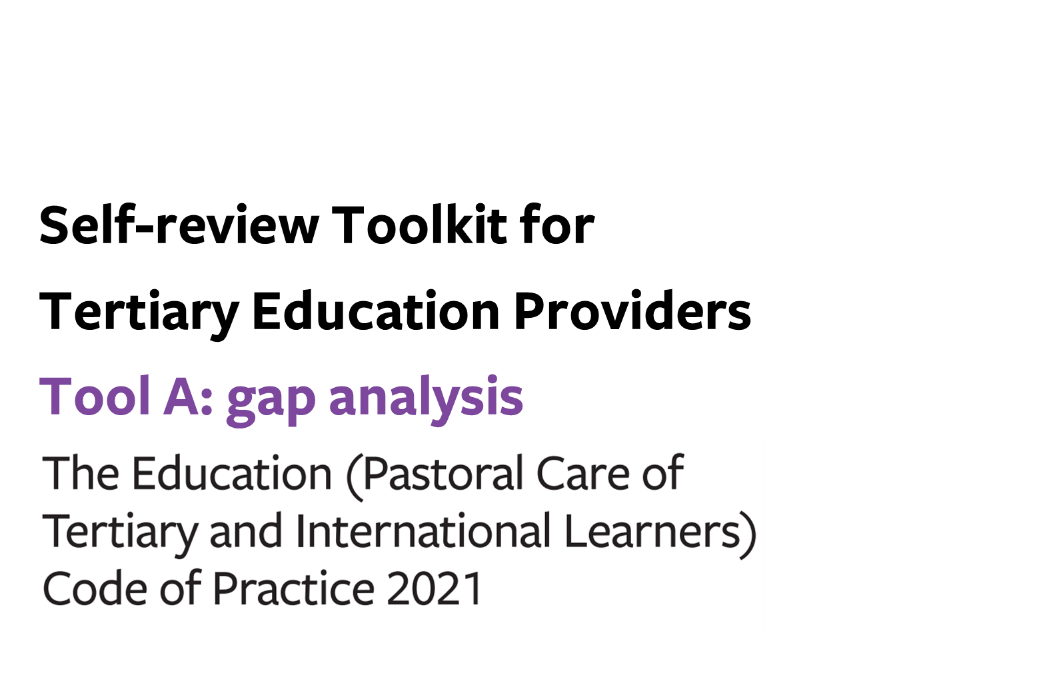 Self-review Toolkit for
Tertiary Education Providers
Tool A: gap analysis
The Education (Pastoral Care of
Tertiary and International Learners)
Code of Practice 2021